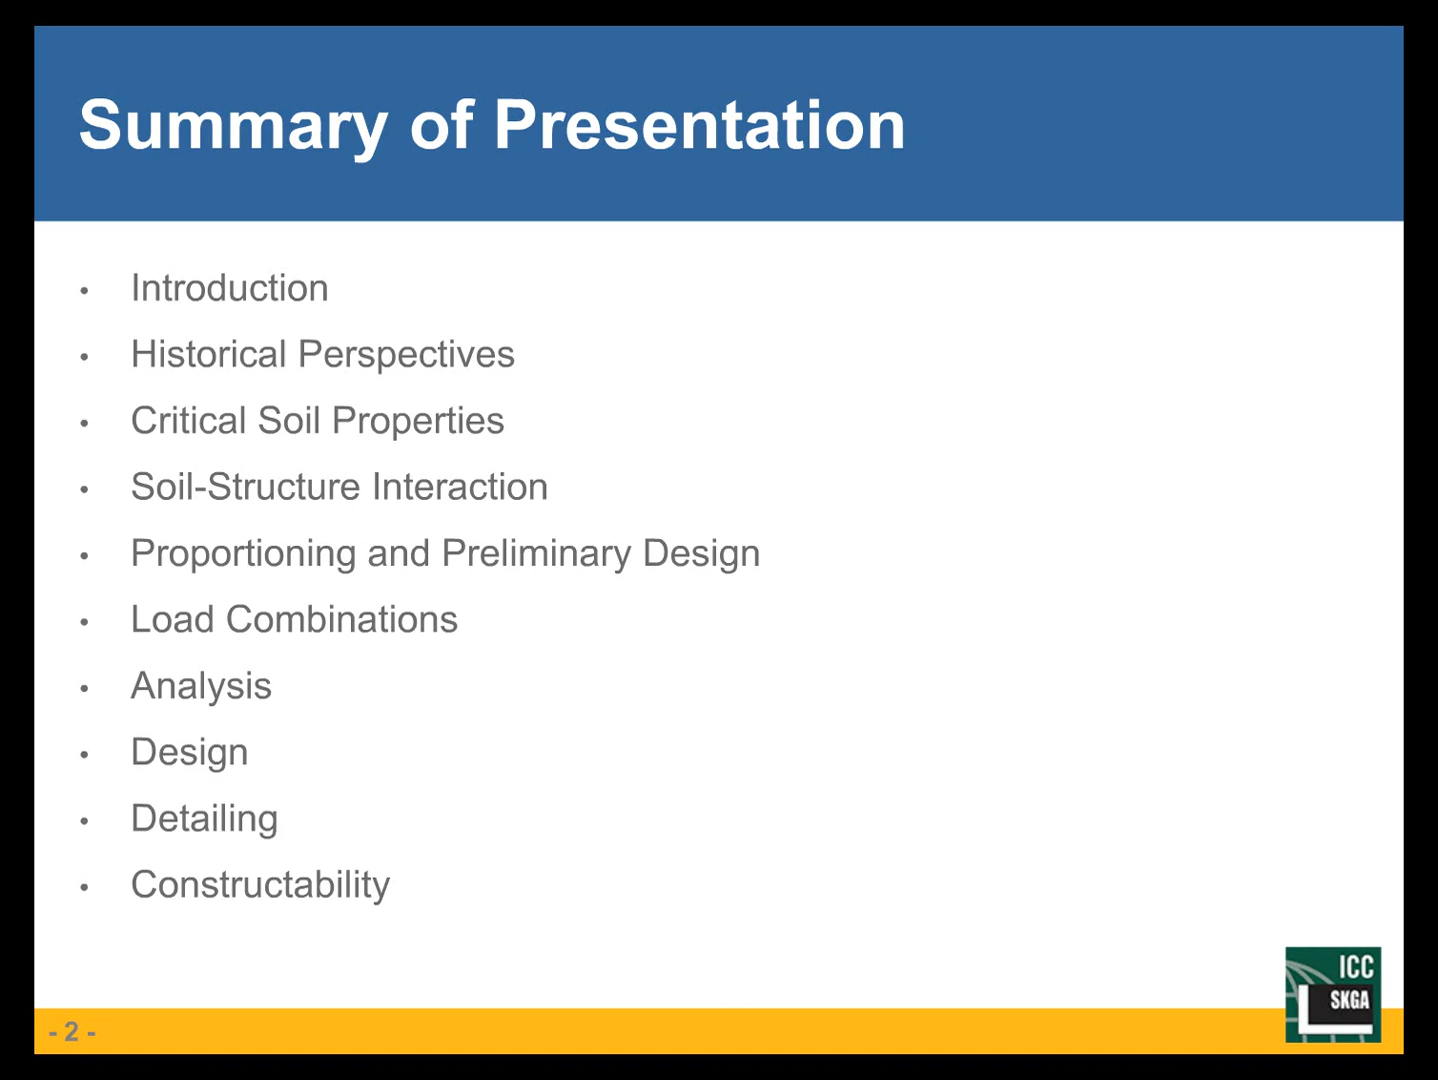 Summary of Presentation
• Introduction
• Historical Perspectives
• Critical Soil Properties
• Soil-Structure Interaction
• Proportioning and Preliminary Design
• Load Combinations
• Analysis
• Design
• Detailing
• Constructability
ICC
SKGA
- 2 -